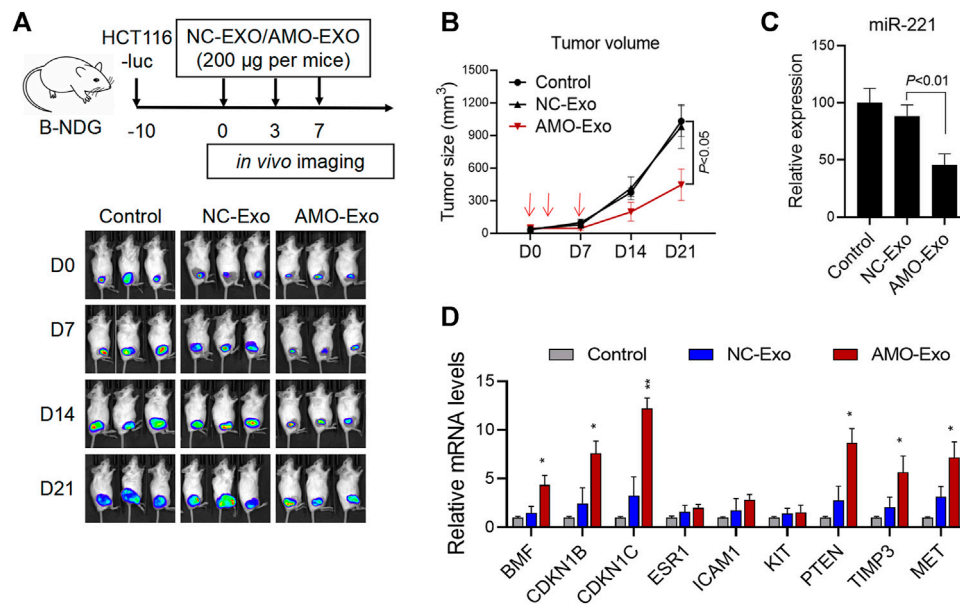 A
HCT116
-luc
NC-EXO/AMO-EXO
(200 µg per mice)
B-NDG
-10
0
3
7
in vivo imaging
Control
NC-Exo
AMO-Exo
D0
D7
D14
D21
B
Tumor volume
Tumor size (mm3)
1500
1200
900
600
300
0
Control
NC-Exo
AMO-Exo
P<0.05
D0
D7
D14
D21
C
miR-221
Relative expression
150
100
50
0
P<0.01
Control
NC-Exo
AMO-Exo
D
Control
NC-Exo
AMO-Exo
Relative mRNA levels
15
10
5
0
*
*
**
*
*
*
BMF
CDKN1B
CDKN1C
ESR1
ICAM1
KIT
PTEN
TIMP3
MET